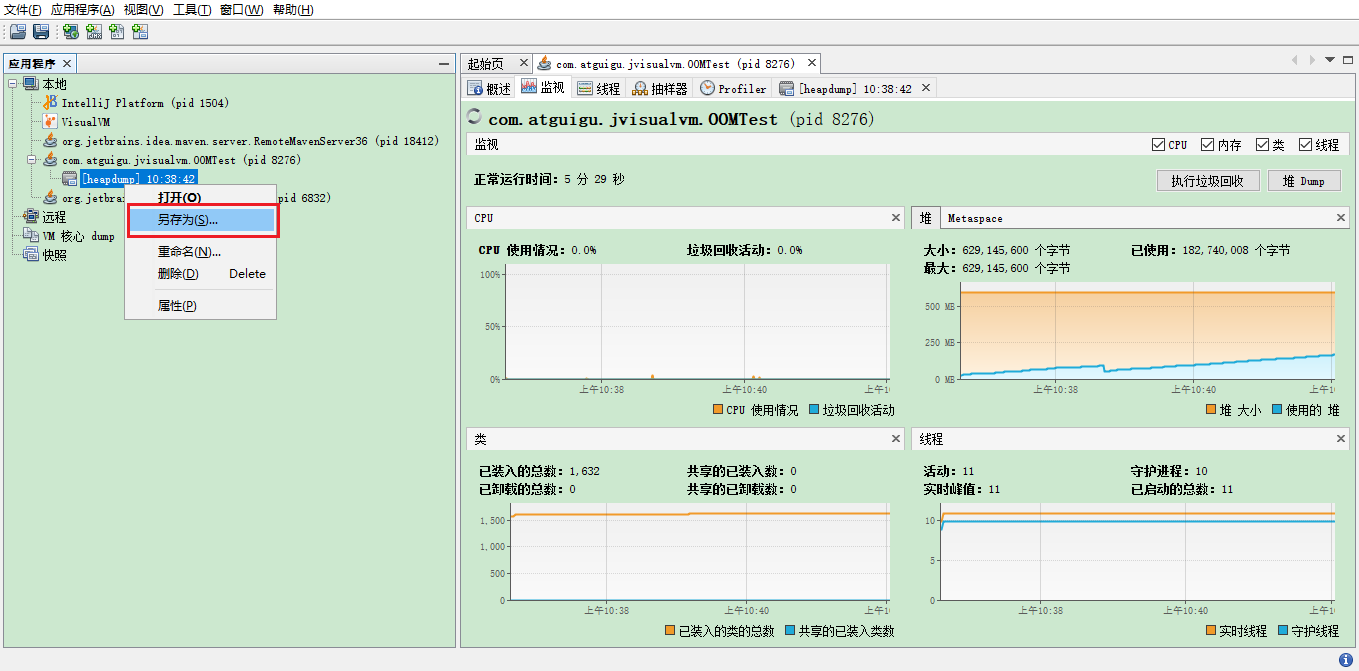 文件(F) 应用程序(A) 视图(V) 工具(T) 窗口(W) 帮助(H)
应用程序
本地
IntelliJ Platform (pid 1504)
VisualVM
org.jetbrains.idea.maven.server.RemoteMavenServer36 (pid 18412)
com.atguigu.jvisualvm.OOMTest (pid 8276)
[heapdump] 10:38:42
org.jetbra
pid 6832)
远程
VM 核心 dump
快照
打开(O)
另存为(S)...
重命名(N)...
删除(D) Delete
属性(P)
起始页 com.atguigu.jvisualvm.OOMTest (pid 8276)
概述 监视 线程 抽样器 Profiler [heapdump] 10:38:42
com.atguigu.jvisualvm.OOMTest (pid 8276)
监视 CPU 内存 类 线程
正常运行时间: 5 分 29 秒 执行垃圾回收 堆 Dump
CPU
CPU 使用情况: 0.0% 垃圾回收活动: 0.0%
100%
50%
0%
上午10:38 上午10:40 上午1
CPU 使用情况 垃圾回收活动
堆 Metaspace
大小: 629,145,600 个字节 已使用: 182,740,008 个字节
最大: 629,145,600 个字节
500 MB
250 MB
0 MB
上午10:38 上午10:40 上午1
堆 大小 使用的 堆
类
已装入的总数: 1,632 共享的已装入数: 0
已卸载的总数: 0 共享的已卸载数: 0
1,500
1,000
500
0
上午10:38 上午10:40 上午1
已装入的类的总数 共享的已装入类数
线程
活动: 11 守护进程: 10
实时峰值: 11 已启动的总数: 11
10
5
0
上午10:38 上午10:40 上午1
实时线程 守护线程